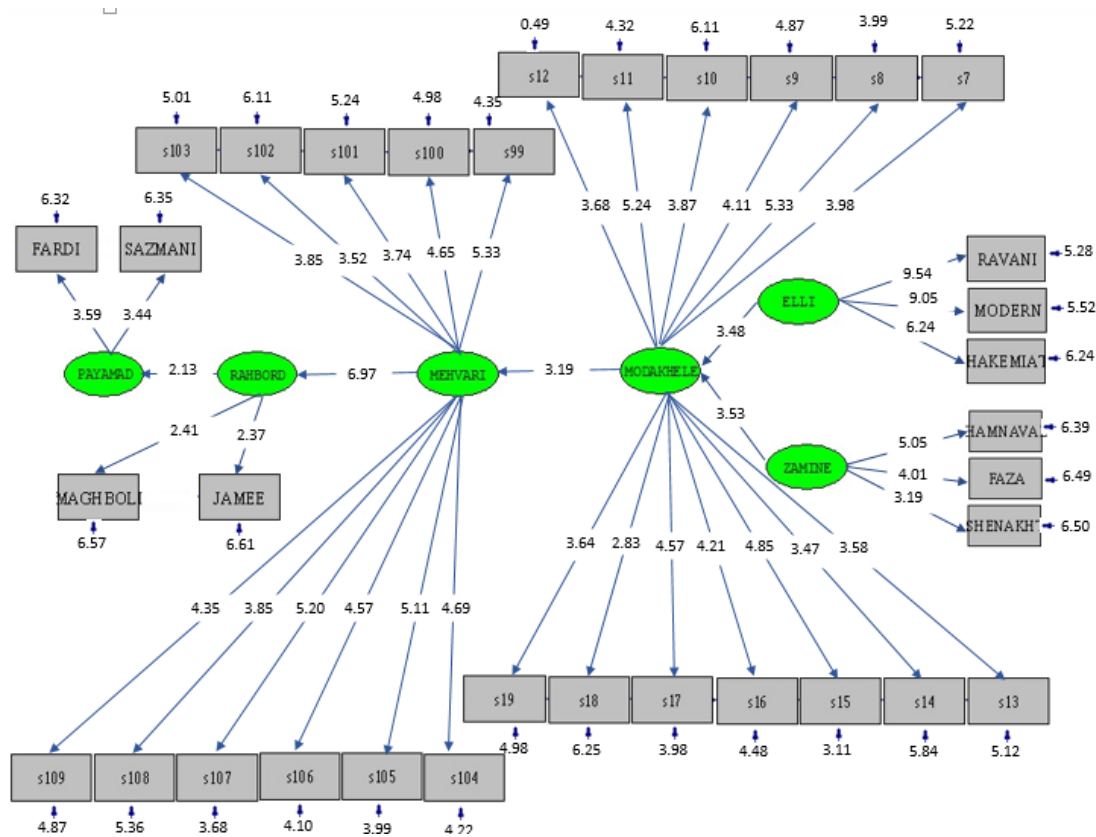 0.49 4.32 6.11 4.87 3.99 5.22
s12 s11 s10 s9 s8 s7
5.01 6.11 5.24 4.98 4.35
s103 s102 s101 s100 s99
6.32 6.35
FARDI SAZMANI
3.68 5.24 3.87 4.11 5.33 3.98
3.85 3.52 3.74 4.65 5.33
RAVANI 5.28
9.54
ELLI 9.05 MODERN 5.52
6.24
HAKEMIAT 6.24
3.59 3.44
3.48
PAYAMAD 2.13 RAHBORD 6.97 MEHVARI 3.19 MODAKHELE
3.53
2.41 2.37
HAMNAVAL 6.39
5.05
ZAMINE 4.01 FAZA 6.49
3.19
SHENAKHT 6.50
MAGHBOLI JAMEE
6.57 6.61
3.64 2.83 4.57 4.21 4.85 3.47 3.58
4.35 3.85 5.20 4.57 5.11 4.69
s19 s18 s17 s16 s15 s14 s13
4.98 6.25 3.98 4.48 3.11 5.84 5.12
s109 s108 s107 s106 s105 s104
4.87 5.36 3.68 4.10 3.99 4.22